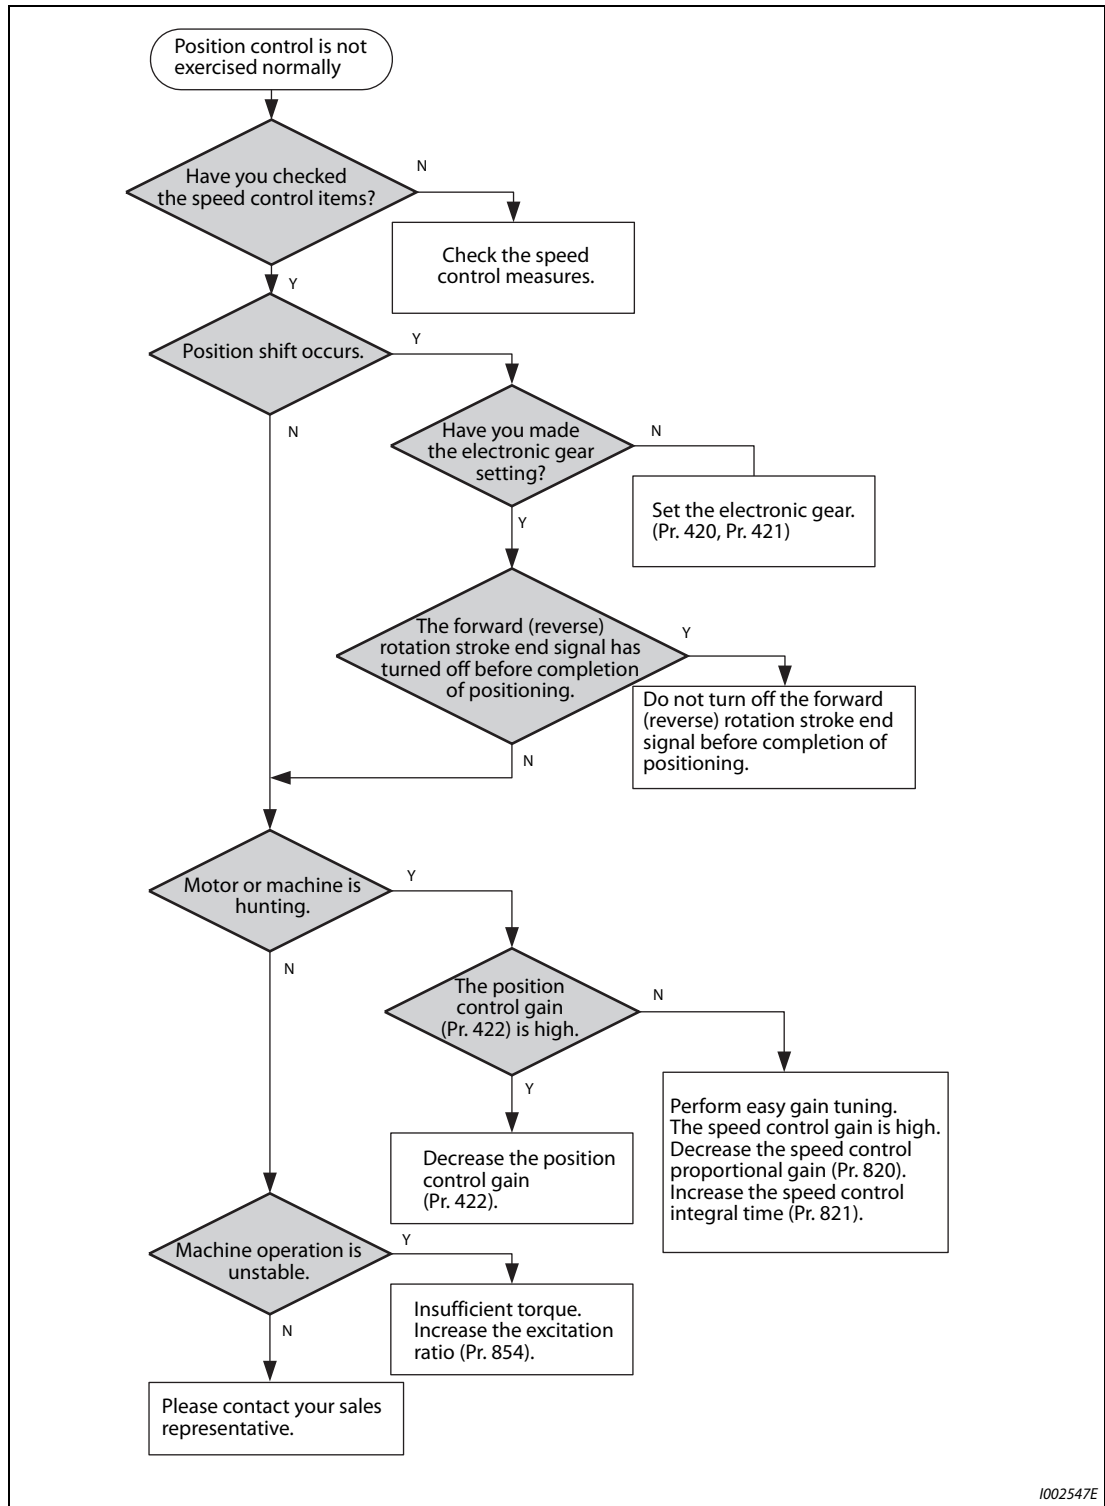 Position control is not
exercised normally
Have you checked
the speed control items?
N
Check the speed
control measures.
Y
Position shift occurs.
Y
N
Have you made
the electronic gear
setting?
N
Set the electronic gear.
(Pr. 420, Pr. 421)
Y
The forward (reverse)
rotation stroke end signal has
turned off before completion
of positioning.
Y
Do not turn off the forward
(reverse) rotation stroke end
signal before completion of
positioning.
N
Motor or machine is
hunting.
Y
N
The position
control gain
(Pr. 422) is high.
N
Y
Perform easy gain tuning.
The speed control gain is high.
Decrease the speed control
proportional gain (Pr. 820).
Increase the speed control
integral time (Pr. 821).
Decrease the position
control gain
(Pr. 422).
Machine operation is
unstable.
Y
Insufficient torque.
Increase the excitation
ratio (Pr. 854).
N
Please contact your sales
representative.
I002547E